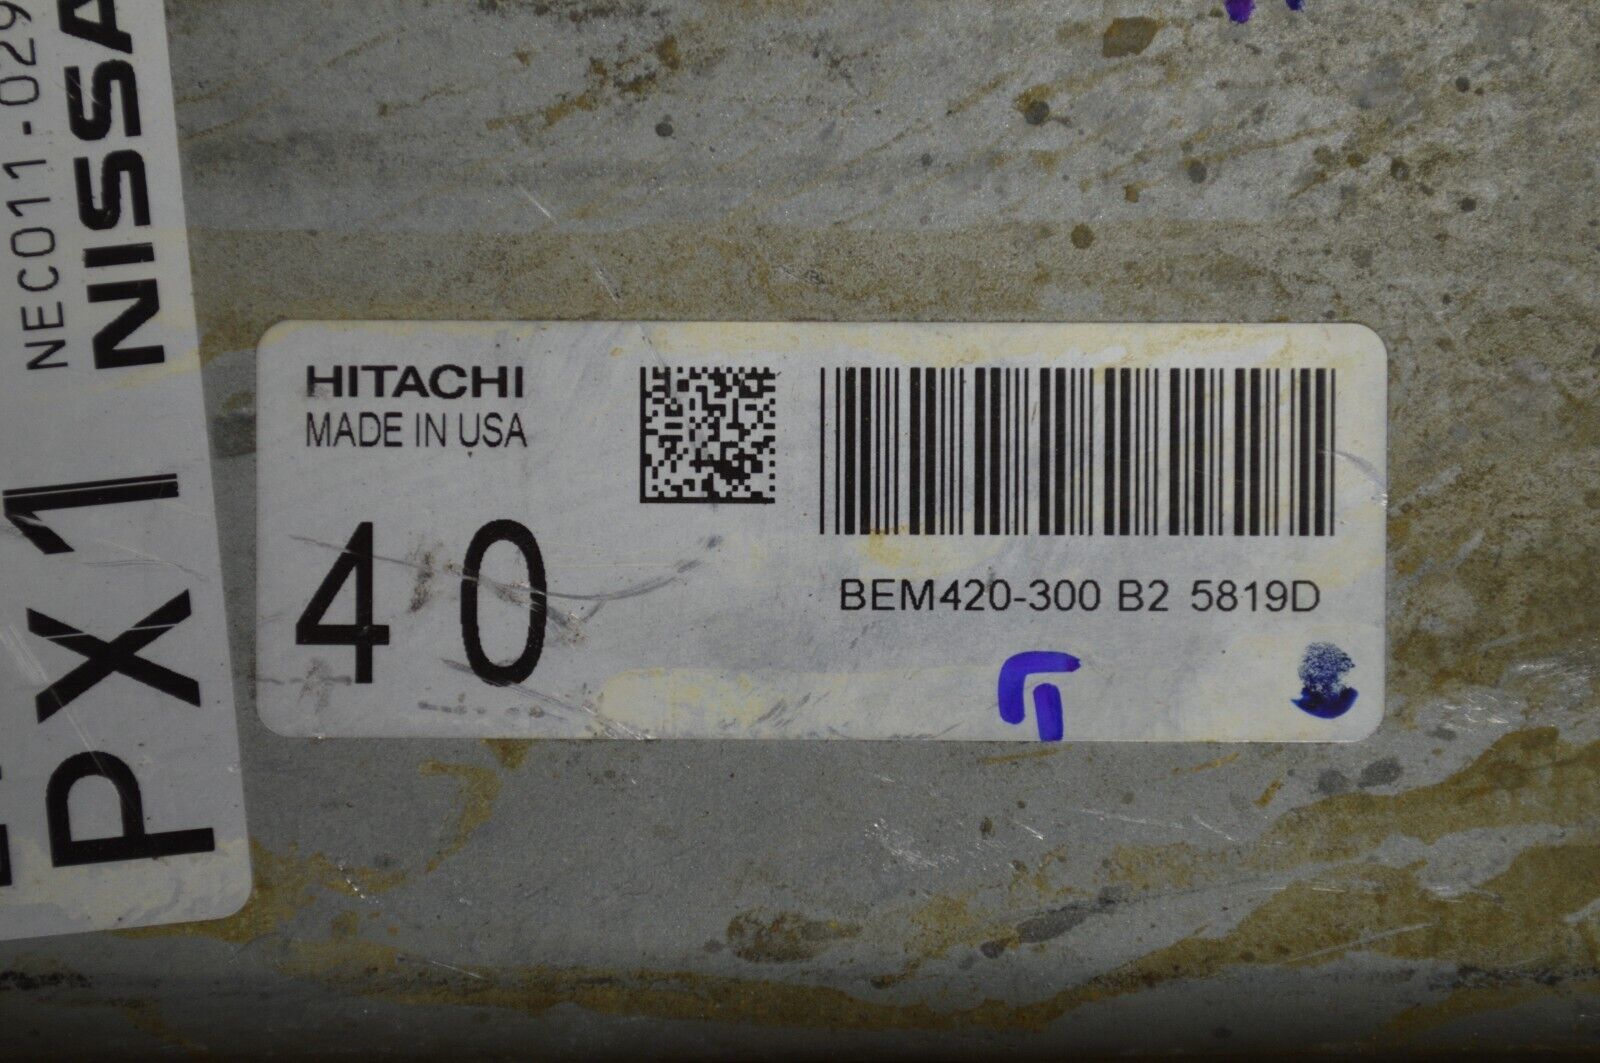 NEC011-029
NISSA
PX1
HITACHI
MADE IN USA
40
BEM420-300 B2 5819D